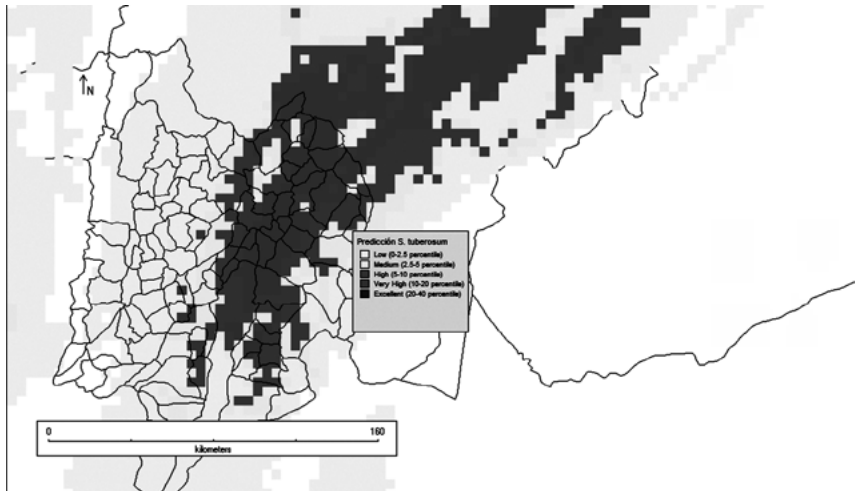 N
Predicción S. tuberosum
Low (0-2.5 percentile)
Medium (2.5-5 percentile)
High (5-10 percentile)
Very High (10-20 percentile)
Excellent (20-40 percentile)
0 160
kilometers